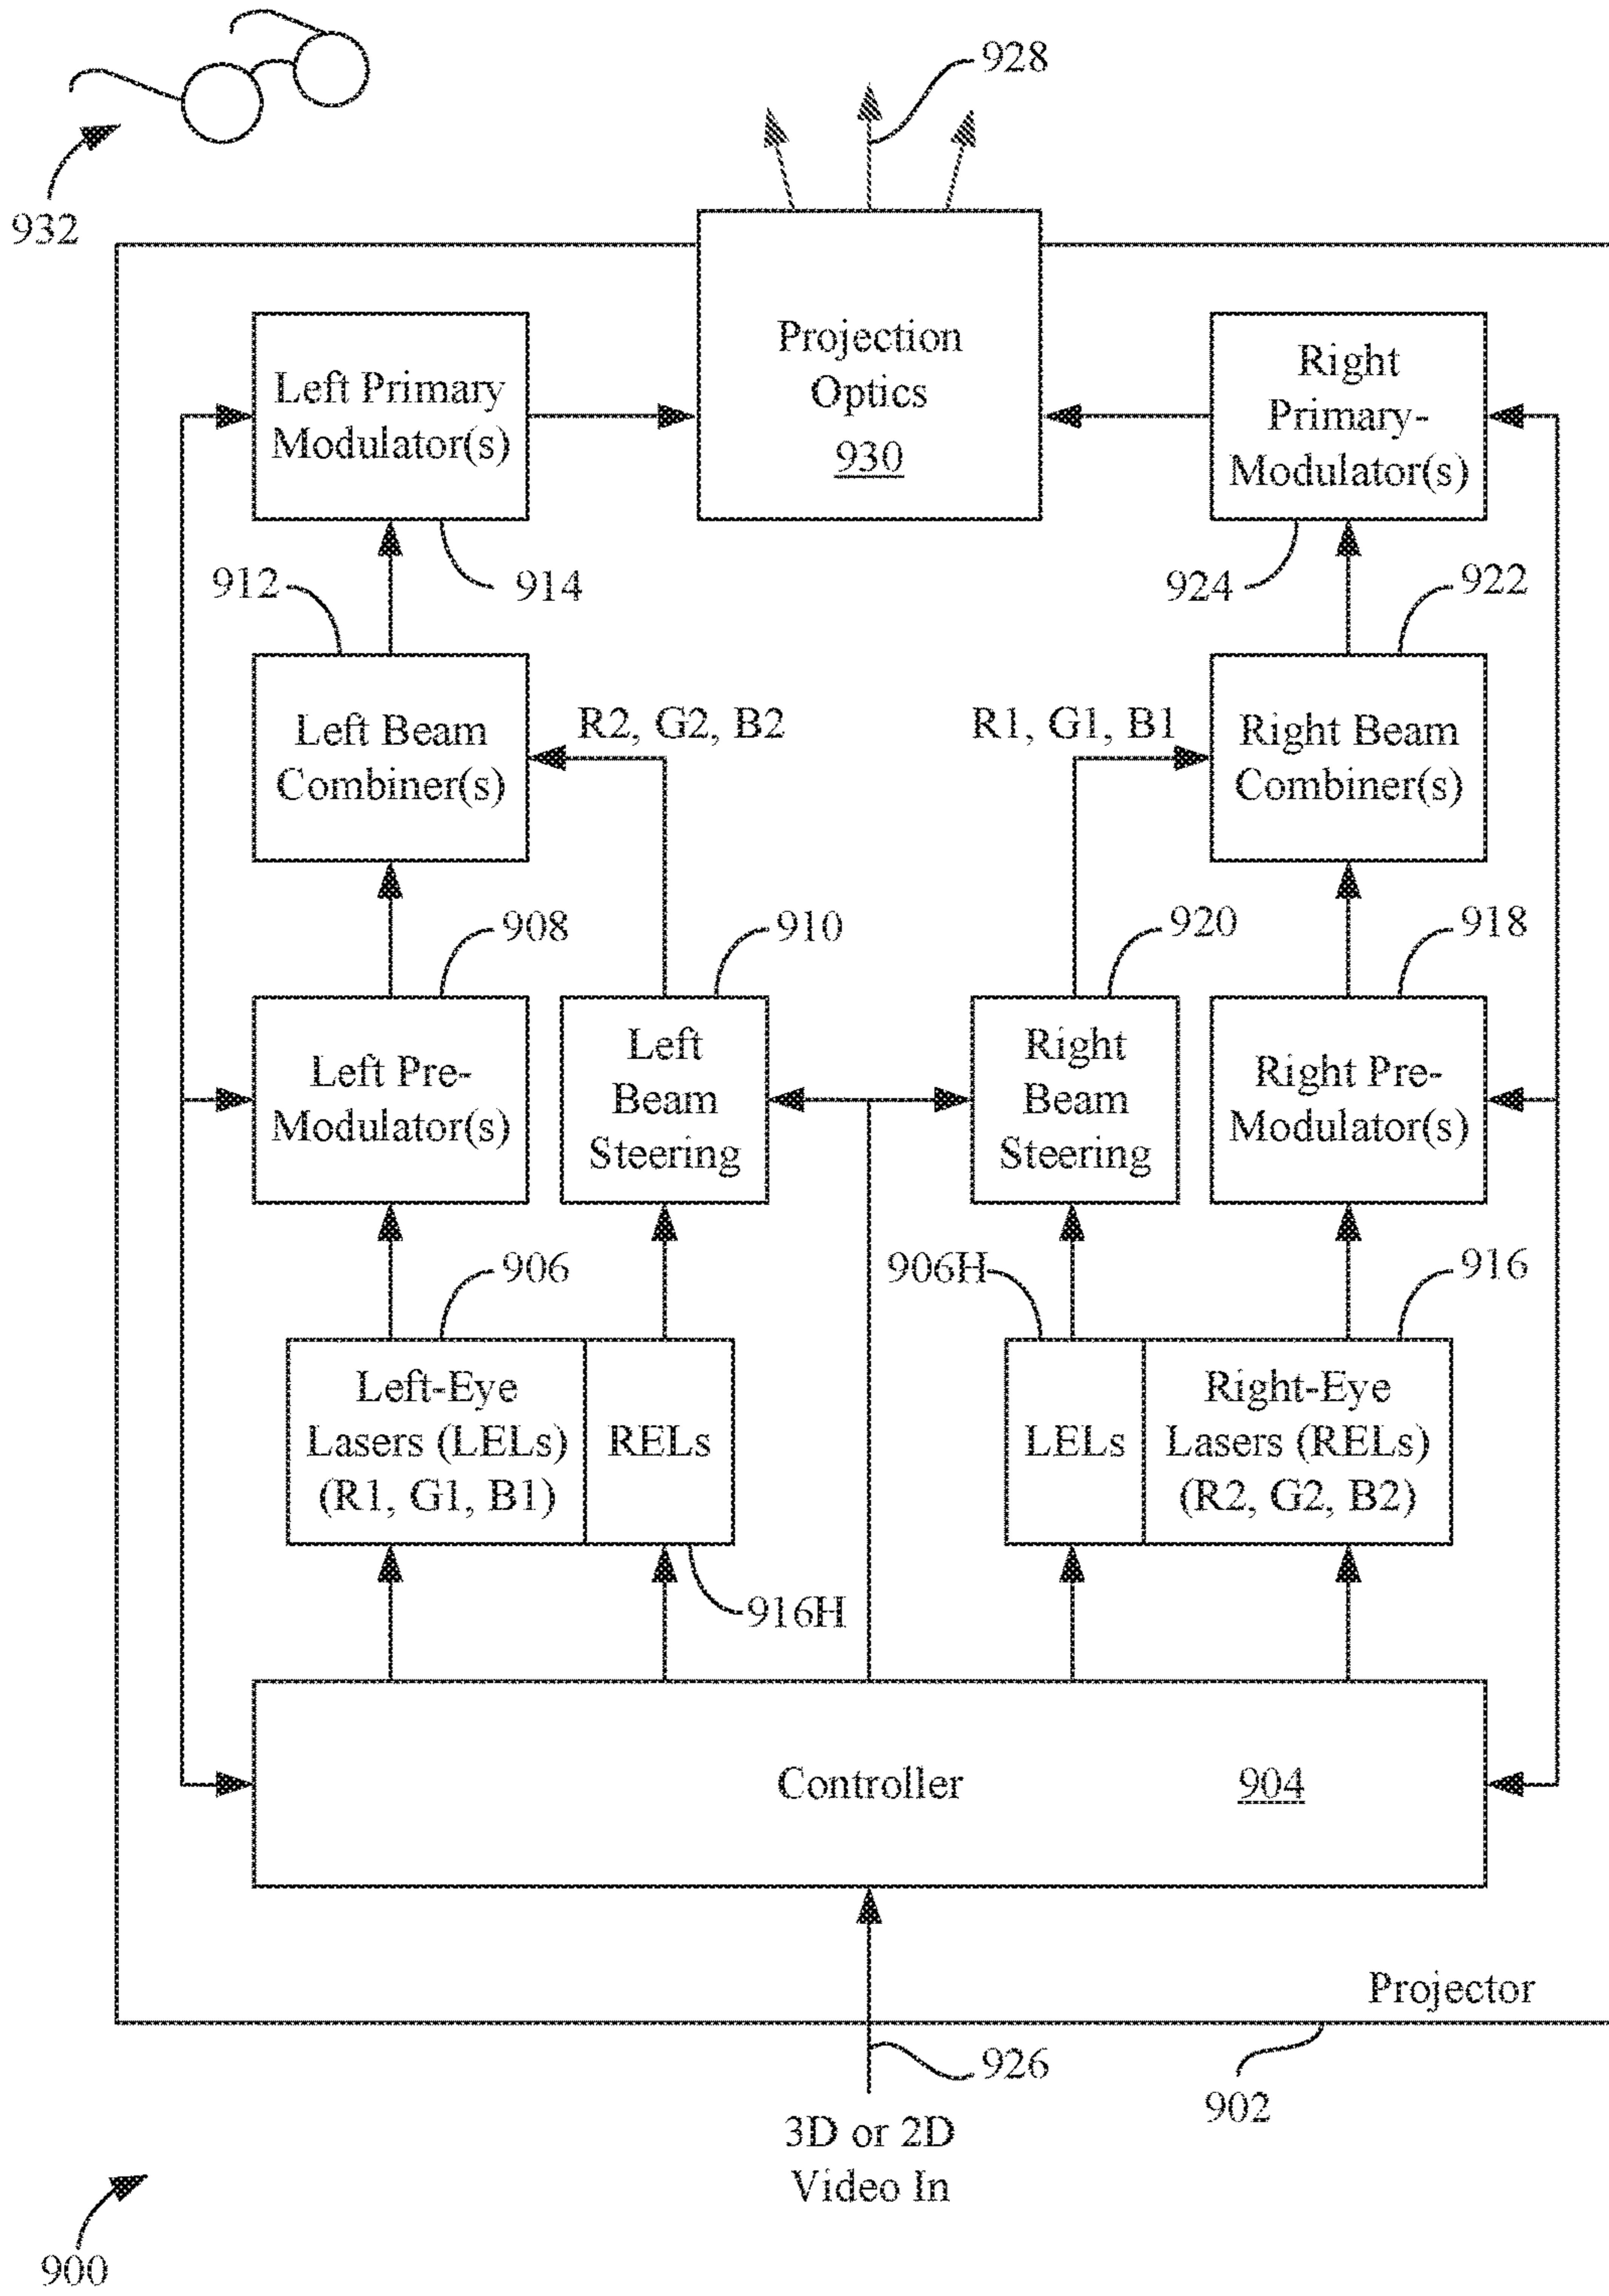 928
932
Projection
Optics
930
Left Primary
Modulator(s)
Right
Primary-
Modulator(s)
912
914
924
922
Left Beam
Combiner(s)
R2, G2, B2
R1, G1, B1
Right Beam
Combiner(s)
908
910
920
918
Left Pre-
Modulator(s)
Left
Beam
Steering
Right
Beam
Steering
Right Pre-
Modulator(s)
906
906H
916
Left-Eye
Lasers (LELs)
(R1, G1, B1)
RELs
LELs
Right-Eye
Lasers (RELs)
(R2, G2, B2)
916H
Controller
904
Projector
926
902
3D or 2D
Video In
900